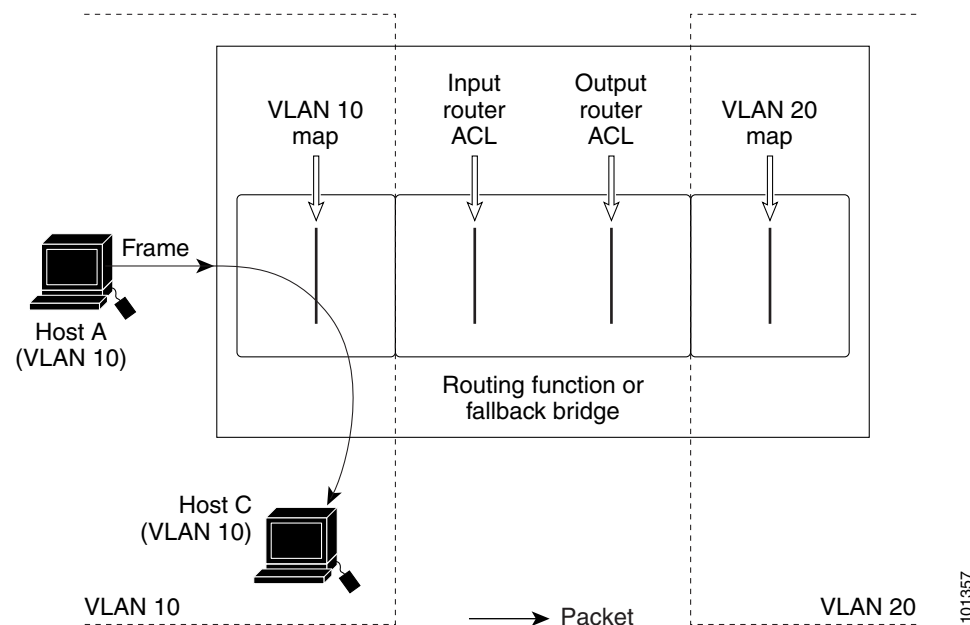 VLAN 10
map
Input
router
ACL
Output
router
ACL
VLAN 20
map
Frame
Host A
(VLAN 10)
Routing function or
fallback bridge
Host C
(VLAN 10)
VLAN 10
Packet
VLAN 20
101357